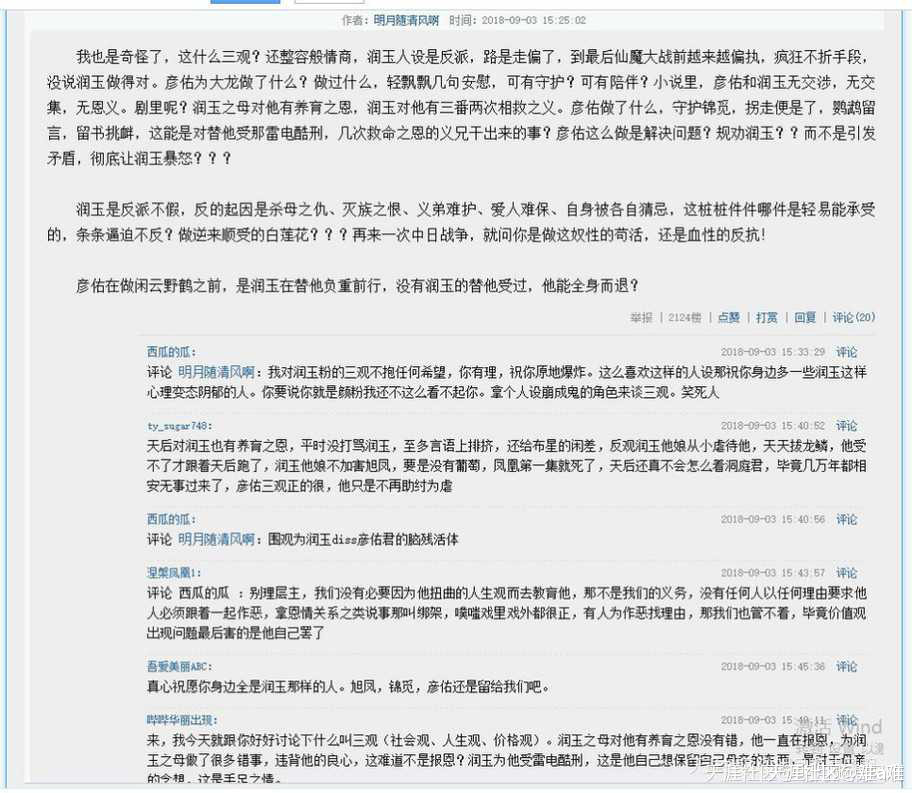 作者：明月随清风啊 时间：2018-09-03 15:25:02
我也是奇怪了，这什么三观？还整容般情商，润玉人设是反派，路是走偏了，到最后仙魔大战前越来越偏执，疯狂不折手段，
没说润玉做得对。彦佑为大龙做了什么？做过什么，轻飘飘几句安慰，可有守护？可有陪伴？小说里，彦佑和润玉无交涉，无交
集，无恩义。剧里呢？润玉之母对他有养育之恩，润玉对他有三番两次相救之义。彦佑做了什么，守护锦觅，拐走便是了，鹦鹉留
言，留书挑衅，这能是对替他受那雷电酷刑，几次救命之恩的义兄干出来的事？彦佑这么做是解决问题？规劝润玉？？而不是引发
矛盾，彻底让润玉暴怒？？？
润玉是反派不假，反的起因是杀母之仇、灭族之恨、义弟难护、爱人难保、自身被各自猜忌，这桩桩件件哪件是轻易能承受
的，条条逼迫不反？做逆来顺受的白莲花？？？再来一次中日战争，就问你是做这奴性的苟活，还是血性的反抗！
彦佑在做闲云野鹤之前，是润玉在替他负重前行，没有润玉的替他受过，他能全身而退？
举报 | 2124楼 | 点赞 | 打赏 | 回复 | 评论(20)
西瓜的瓜： 2018-09-03 15:33:29 评论
评论 明月随清风啊：我对润玉粉的三观不抱任何希望，你有理，祝你原地爆炸。这么喜欢这样的人设那祝你身边多一些润玉这样
心理变态阴郁的人。你要说你就是颜粉我还不这么看不起你。拿个人设崩成鬼的角色来谈三观。笑死人
ty_sugar748： 2018-09-03 15:40:52 评论
天后对润玉也有养育之恩，平时没打骂润玉，至多言语上排挤，还给布星的闲差，反观润玉他娘从小虐待他，天天拔龙鳞，他受
不了才跟着天后跑了，润玉他娘不加害旭凤，要是没有葡萄，凤凰第一集就死了，天后还真不会怎么看洞庭君，毕竟几万年都相
安无事过来了，彦佑三观正的很，他只是不再助纣为虐
西瓜的瓜： 2018-09-03 15:40:56 评论
评论 明月随清风啊：围观为润玉diss彦佑君的脑残活体
涅槃凤凰1： 2018-09-03 15:43:57 评论
评论 西瓜的瓜 ：别理层主，我们没有必要因为他扭曲的人生观而去教育他，那不是我们的义务，没有任何人以任何理由要求他
人必须跟着一起作恶，拿恩情关系之类说事那叫绑架，噗嗤戏里戏外都很正，有人为作恶找理由，那我们也管不着，毕竟价值观
出现问题最后害的是他自己罢了
吾爱美丽ABC： 2018-09-03 15:45:36 评论
真心祝愿你身边全是润玉那样的人。旭凤，锦觅，彦佑还是留给我们吧。
哔哔华丽出现： 2018-09-03 15:49:11 评论
来，我今天就跟你好好讨论下什么叫三观（社会观、人生观、价格观）。润玉之母对他有养育之恩没有错，他一直在报恩，为润
玉之母做了很多错事，违背他的良心，这难道不是报恩？润玉为他受雷电酷刑，这是他自己想保留自己母亲的东西，是对于母亲
的念想，这是手足之情。
激活 Wind
天涯社区